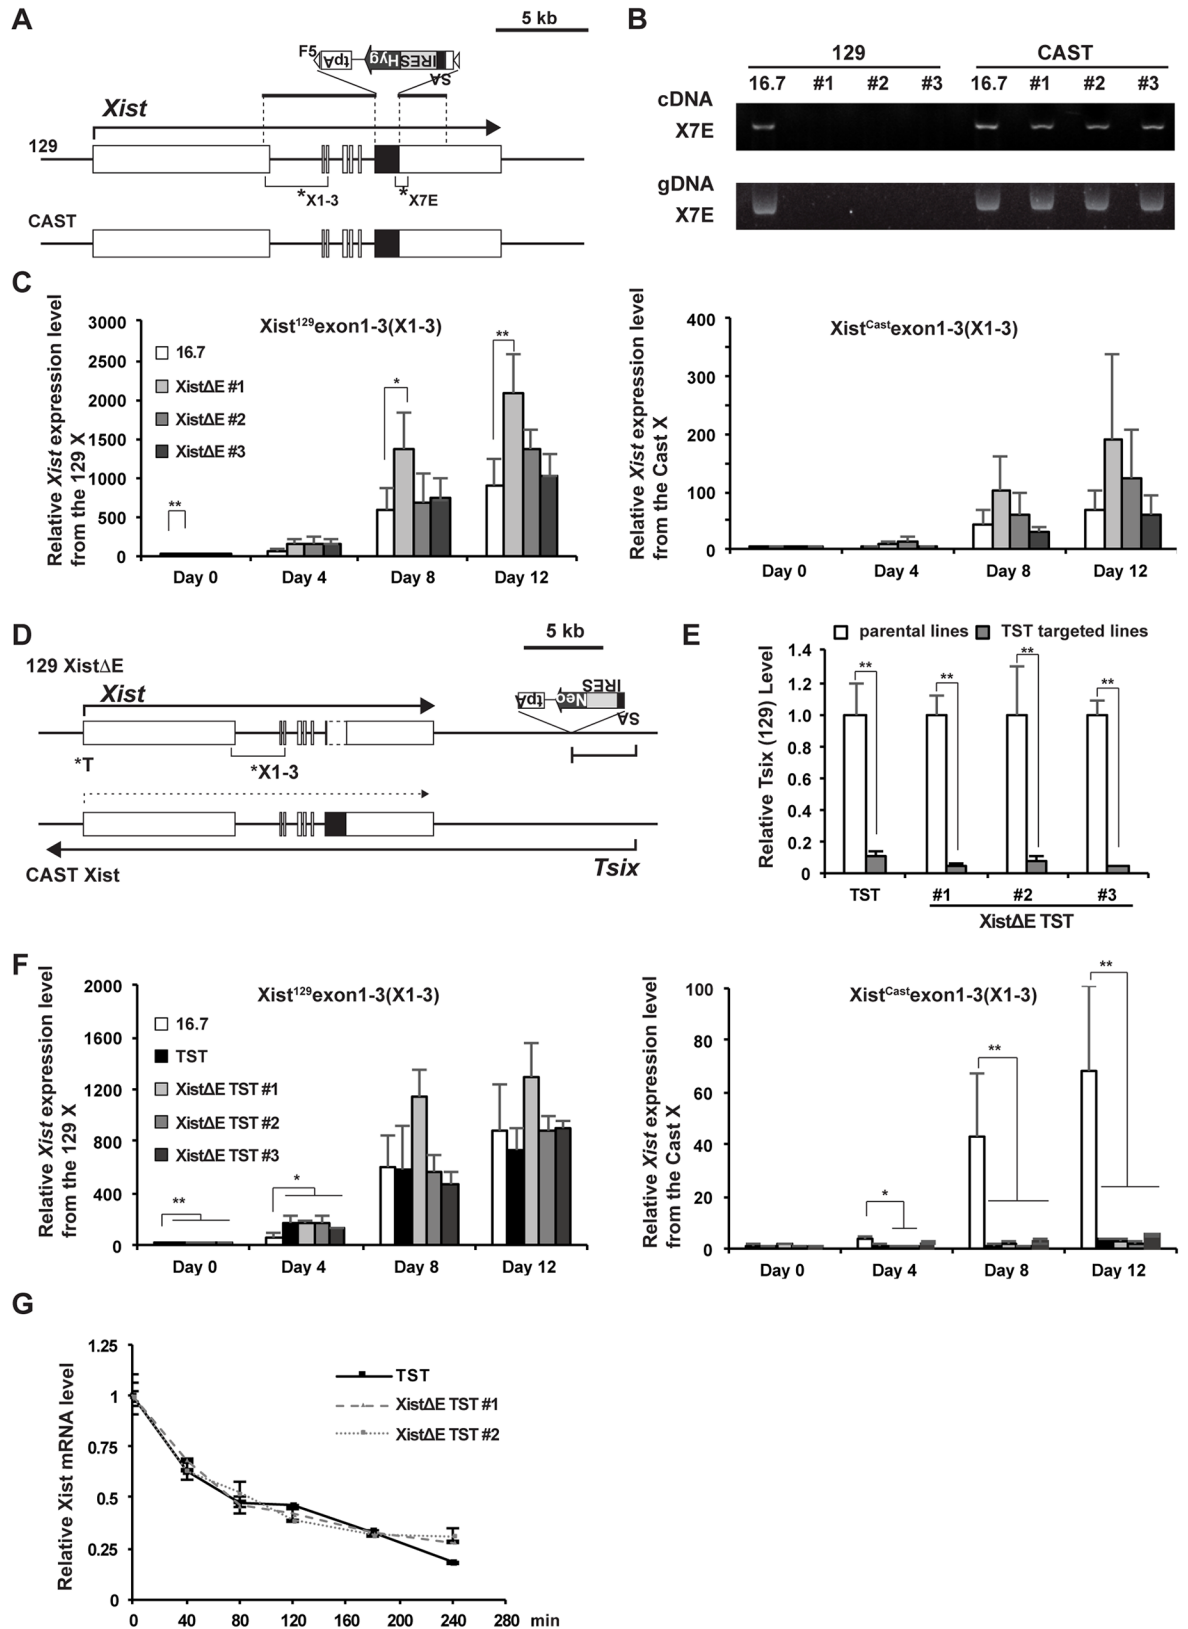 A
5 kb
F5
tpA
Hyg
IRES
SA
Xist
129
*X1-3
*X7E
CAST
B
129 CAST
16.7 #1 #2 #3 16.7 #1 #2 #3
cDNA
X7E
gDNA
X7E
C
Relative Xist expression level
from the 129 X
Xist129exon1-3(X1-3)
3000
2500
2000
1500
1000
500
0
16.7
XistΔE #1
XistΔE #2
XistΔE #3
**
*
**
Day 0 Day 4 Day 8 Day 12
Relative Xist expression level
from the Cast X
XistCastexon1-3(X1-3)
400
300
200
100
0
Day 0 Day 4 Day 8 Day 12
D
5 kb
129 XistΔE
Xist
tpA
Neo
IRES
SA
*T
*X1-3
CAST Xist
Tsix
E
parental lines TST targeted lines
Relative Tsix (129) Level
1.4
1.2
1.0
0.8
0.6
0.4
0.2
0
** ** ** **
TST #1 #2 #3
XistΔE TST
F
Relative Xist expression level
from the 129 X
Xist129exon1-3(X1-3)
2000
1600
1200
800
400
0
16.7
TST
XistΔE TST #1
XistΔE TST #2
XistΔE TST #3
**
*
Day 0 Day 4 Day 8 Day 12
Relative Xist expression level
from the Cast X
XistCastexon1-3(X1-3)
100
80
60
40
20
0
*
**
**
Day 0 Day 4 Day 8 Day 12
G
Relative Xist mRNA level
1.25
1
0.75
0.5
0.25
0
TST
XistΔE TST #1
XistΔE TST #2
0 40 80 120 160 200 240 280 min